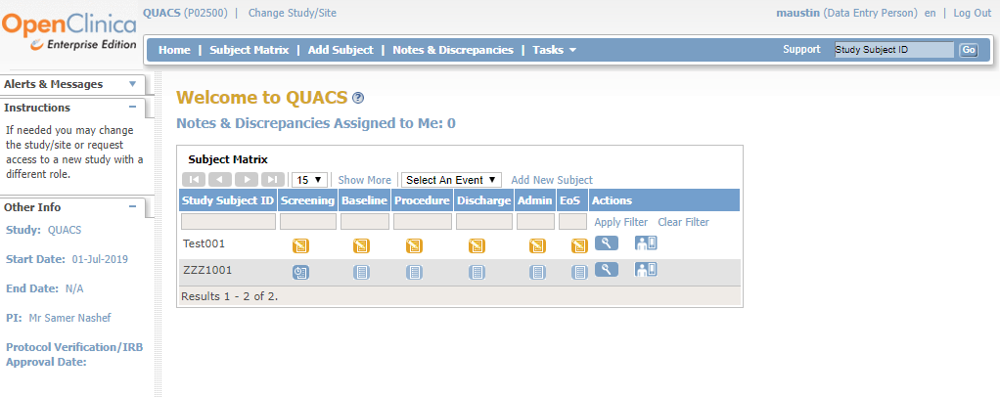 OpenClinica
Enterprise Edition
QUACS (P02500) | Change Study/Site
maustin (Data Entry Person) en | Log Out
Home | Subject Matrix | Add Subject | Notes & Discrepancies | Tasks
Support Study Subject ID Go
Alerts & Messages
Instructions
If needed you may change
the study/site or request
access to a new study with a
different role.
Other Info
Study: QUACS
Start Date: 01-Jul-2019
End Date: N/A
PI: Mr Samer Nashef
Protocol Verification/IRB
Approval Date:
Welcome to QUACS ?
Notes & Discrepancies Assigned to Me: 0
Subject Matrix
15 | Show More | Select An Event Add New Subject
Study Subject ID Screening Baseline Procedure Discharge Admin EoS Actions
Apply Filter Clear Filter
Test001
ZZZ1001
Results 1 - 2 of 2.